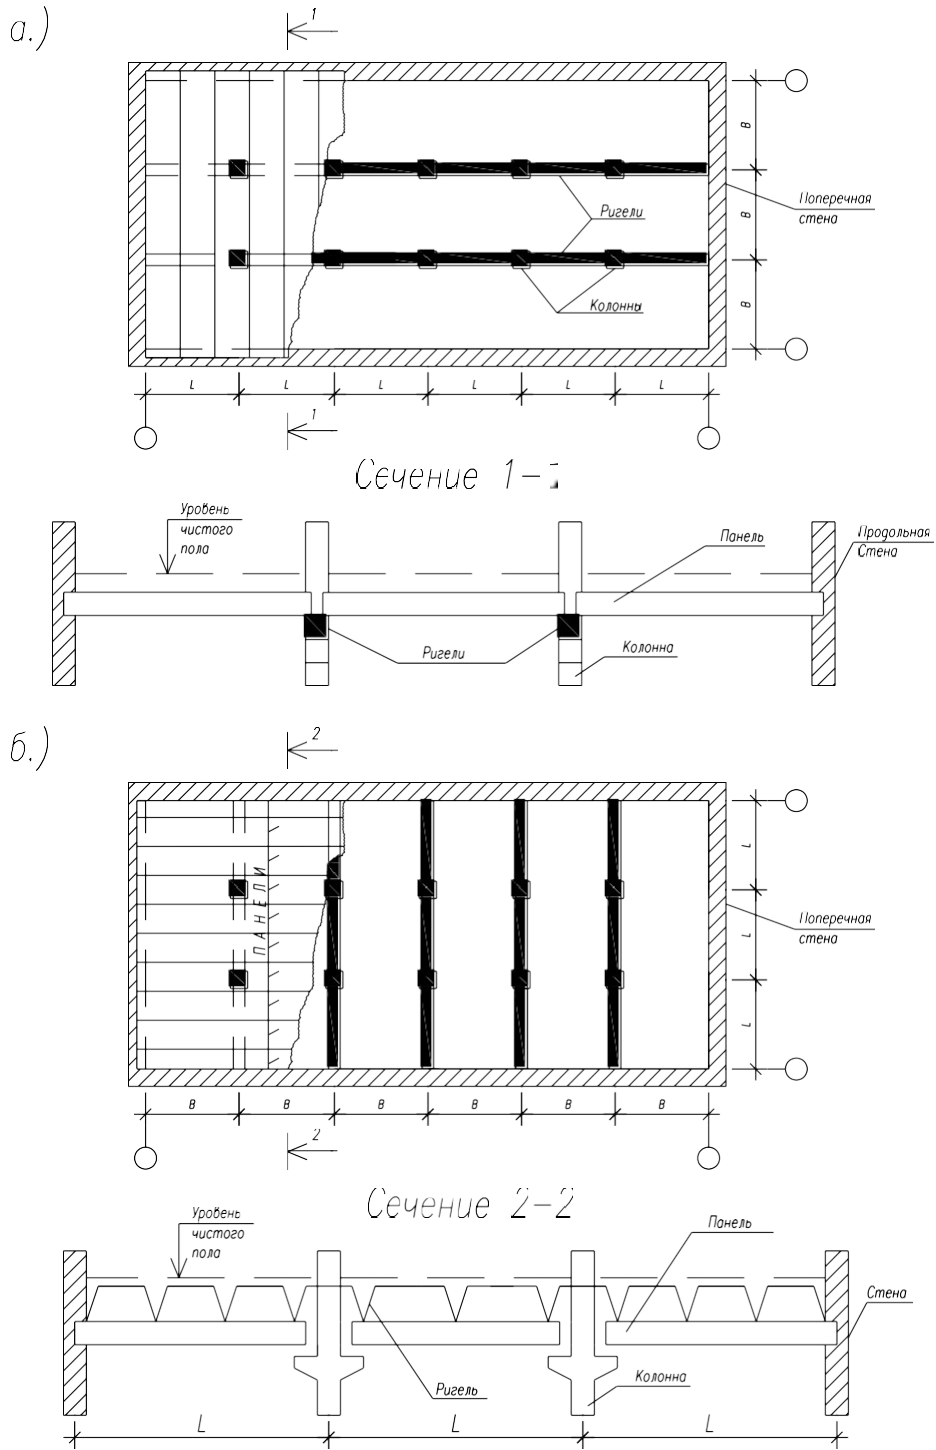 а.)
1
В
Поперечная
стена
В
Ригели
В
Колонны
L L L L L L
1
Сечение 1-1
Уровень
чистого
пола
Панель
Продольная
Стена
Ригели
Колонна
б.)
2
L
ПАНЕЛИ
Поперечная
стена
L
L
В В В В В В
2
Сечение 2-2
Уровень
чистого
пола
Панель
Стена
Ригель
Колонна
L L L